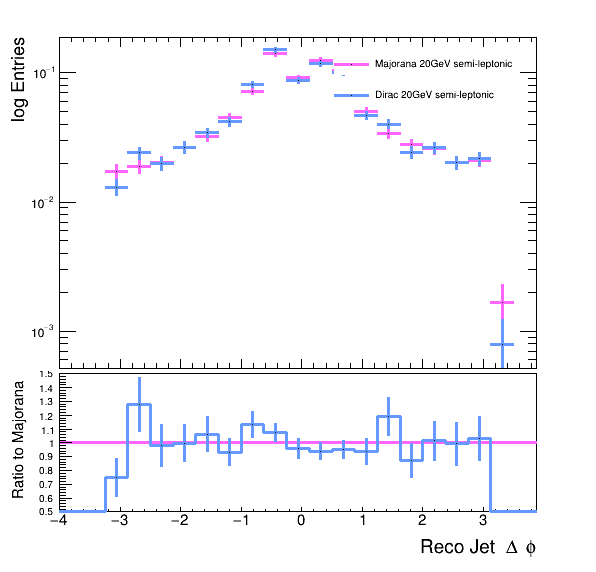 log Entries
10⁻¹
10⁻²
10⁻³
Majorana 20GeV semi-leptonic
Dirac 20GeV semi-leptonic
Ratio to Majorana
1.5
1.4
1.3
1.2
1.1
1
0.9
0.8
0.7
0.6
0.5
−4 −3 −2 −1 0 1 2 3
Reco Jet Δ ϕ